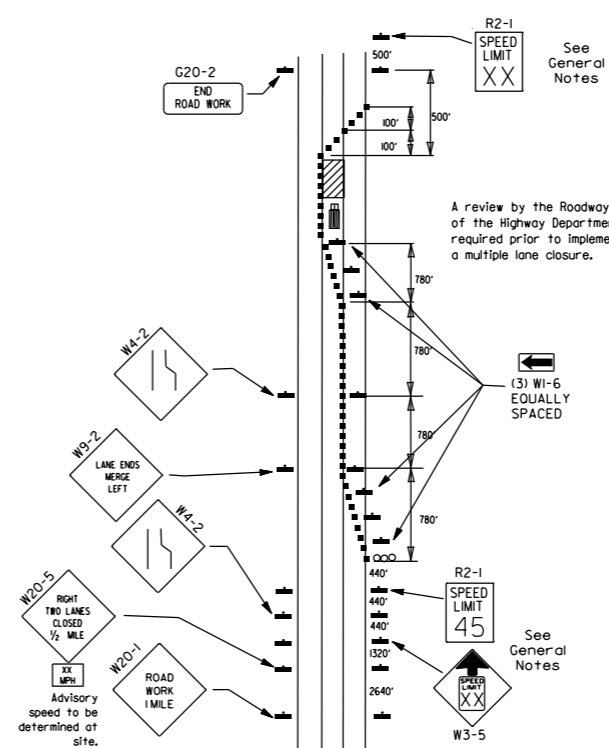 R2-1
SPEED
LIMIT
XX
See
General
Notes
500'
G20-2
END
ROAD WORK
500'
100'
100'
A review by the Roadway
of the Highway Departme
required prior to impleme
a multiple lane closure.
780'
W4-2
780'
(3) W1-6
EQUALLY
SPACED
W9-2
LANE ENDS
MERGE
LEFT
780'
780'
W4-2
440'
R2-1
SPEED
LIMIT
45
440'
W20-5
RIGHT
TWO LANES
CLOSED
1/2 MILE
XX
MPH
Advisory
speed to be
determined at
site.
440'
1320'
See
General
Notes
W20-1
ROAD
WORK
1 MILE
2640'
SPEED
LIMIT
XX
W3-5